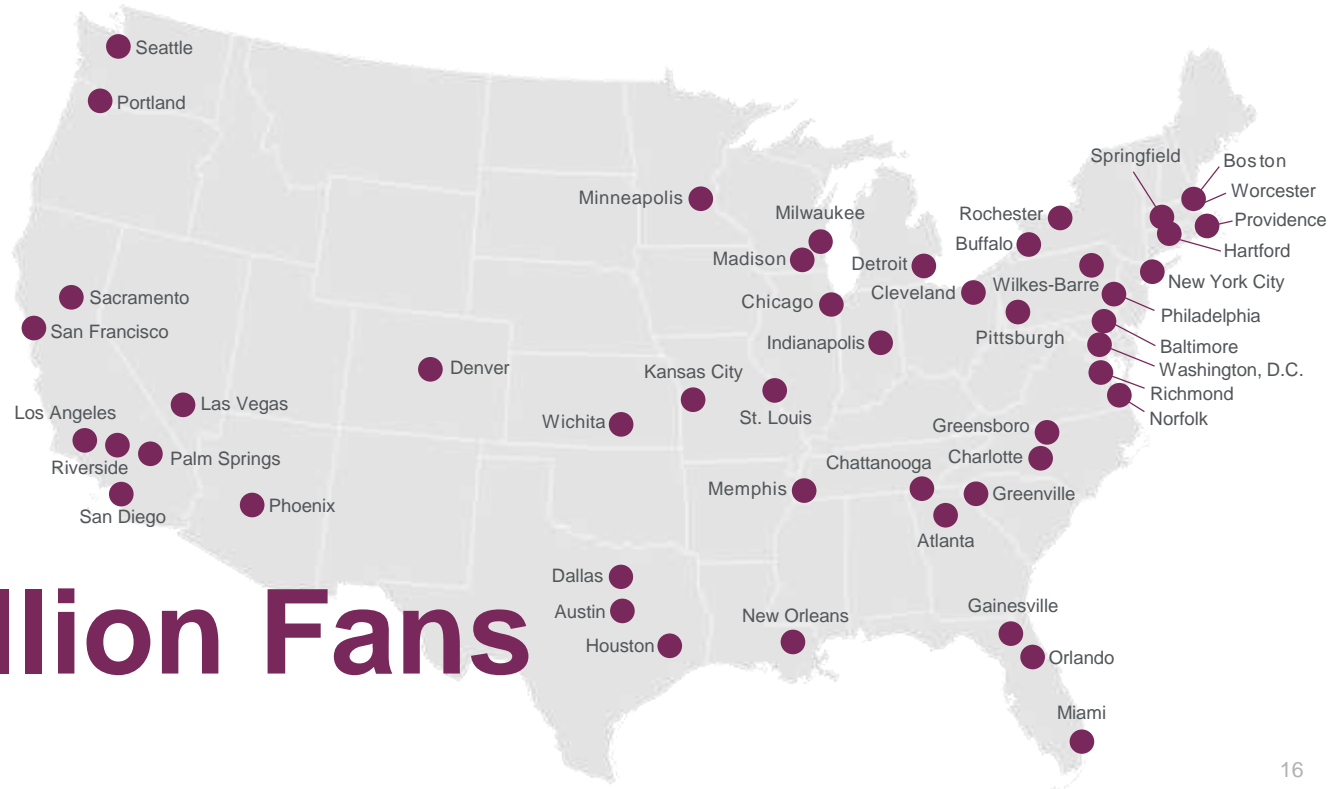 Seattle
Portland
Sacramento
San Francisco
Las Vegas
Los Angeles
Riverside
Palm Springs
San Diego
Phoenix
Denver
Wichita
Kansas City
St. Louis
Minneapolis
Milwaukee
Madison
Chicago
Indianapolis
Detroit
Cleveland
Rochester
Buffalo
Wilkes-Barre
Pittsburgh
Springfield
Boston
Worcester
Providence
Hartford
New York City
Philadelphia
Baltimore
Washington, D.C.
Richmond
Norfolk
Greensboro
Charlotte
Chattanooga
Greenville
Memphis
Atlanta
Dallas
Austin
Houston
New Orleans
Gainesville
Orlando
Miami
Fans
16